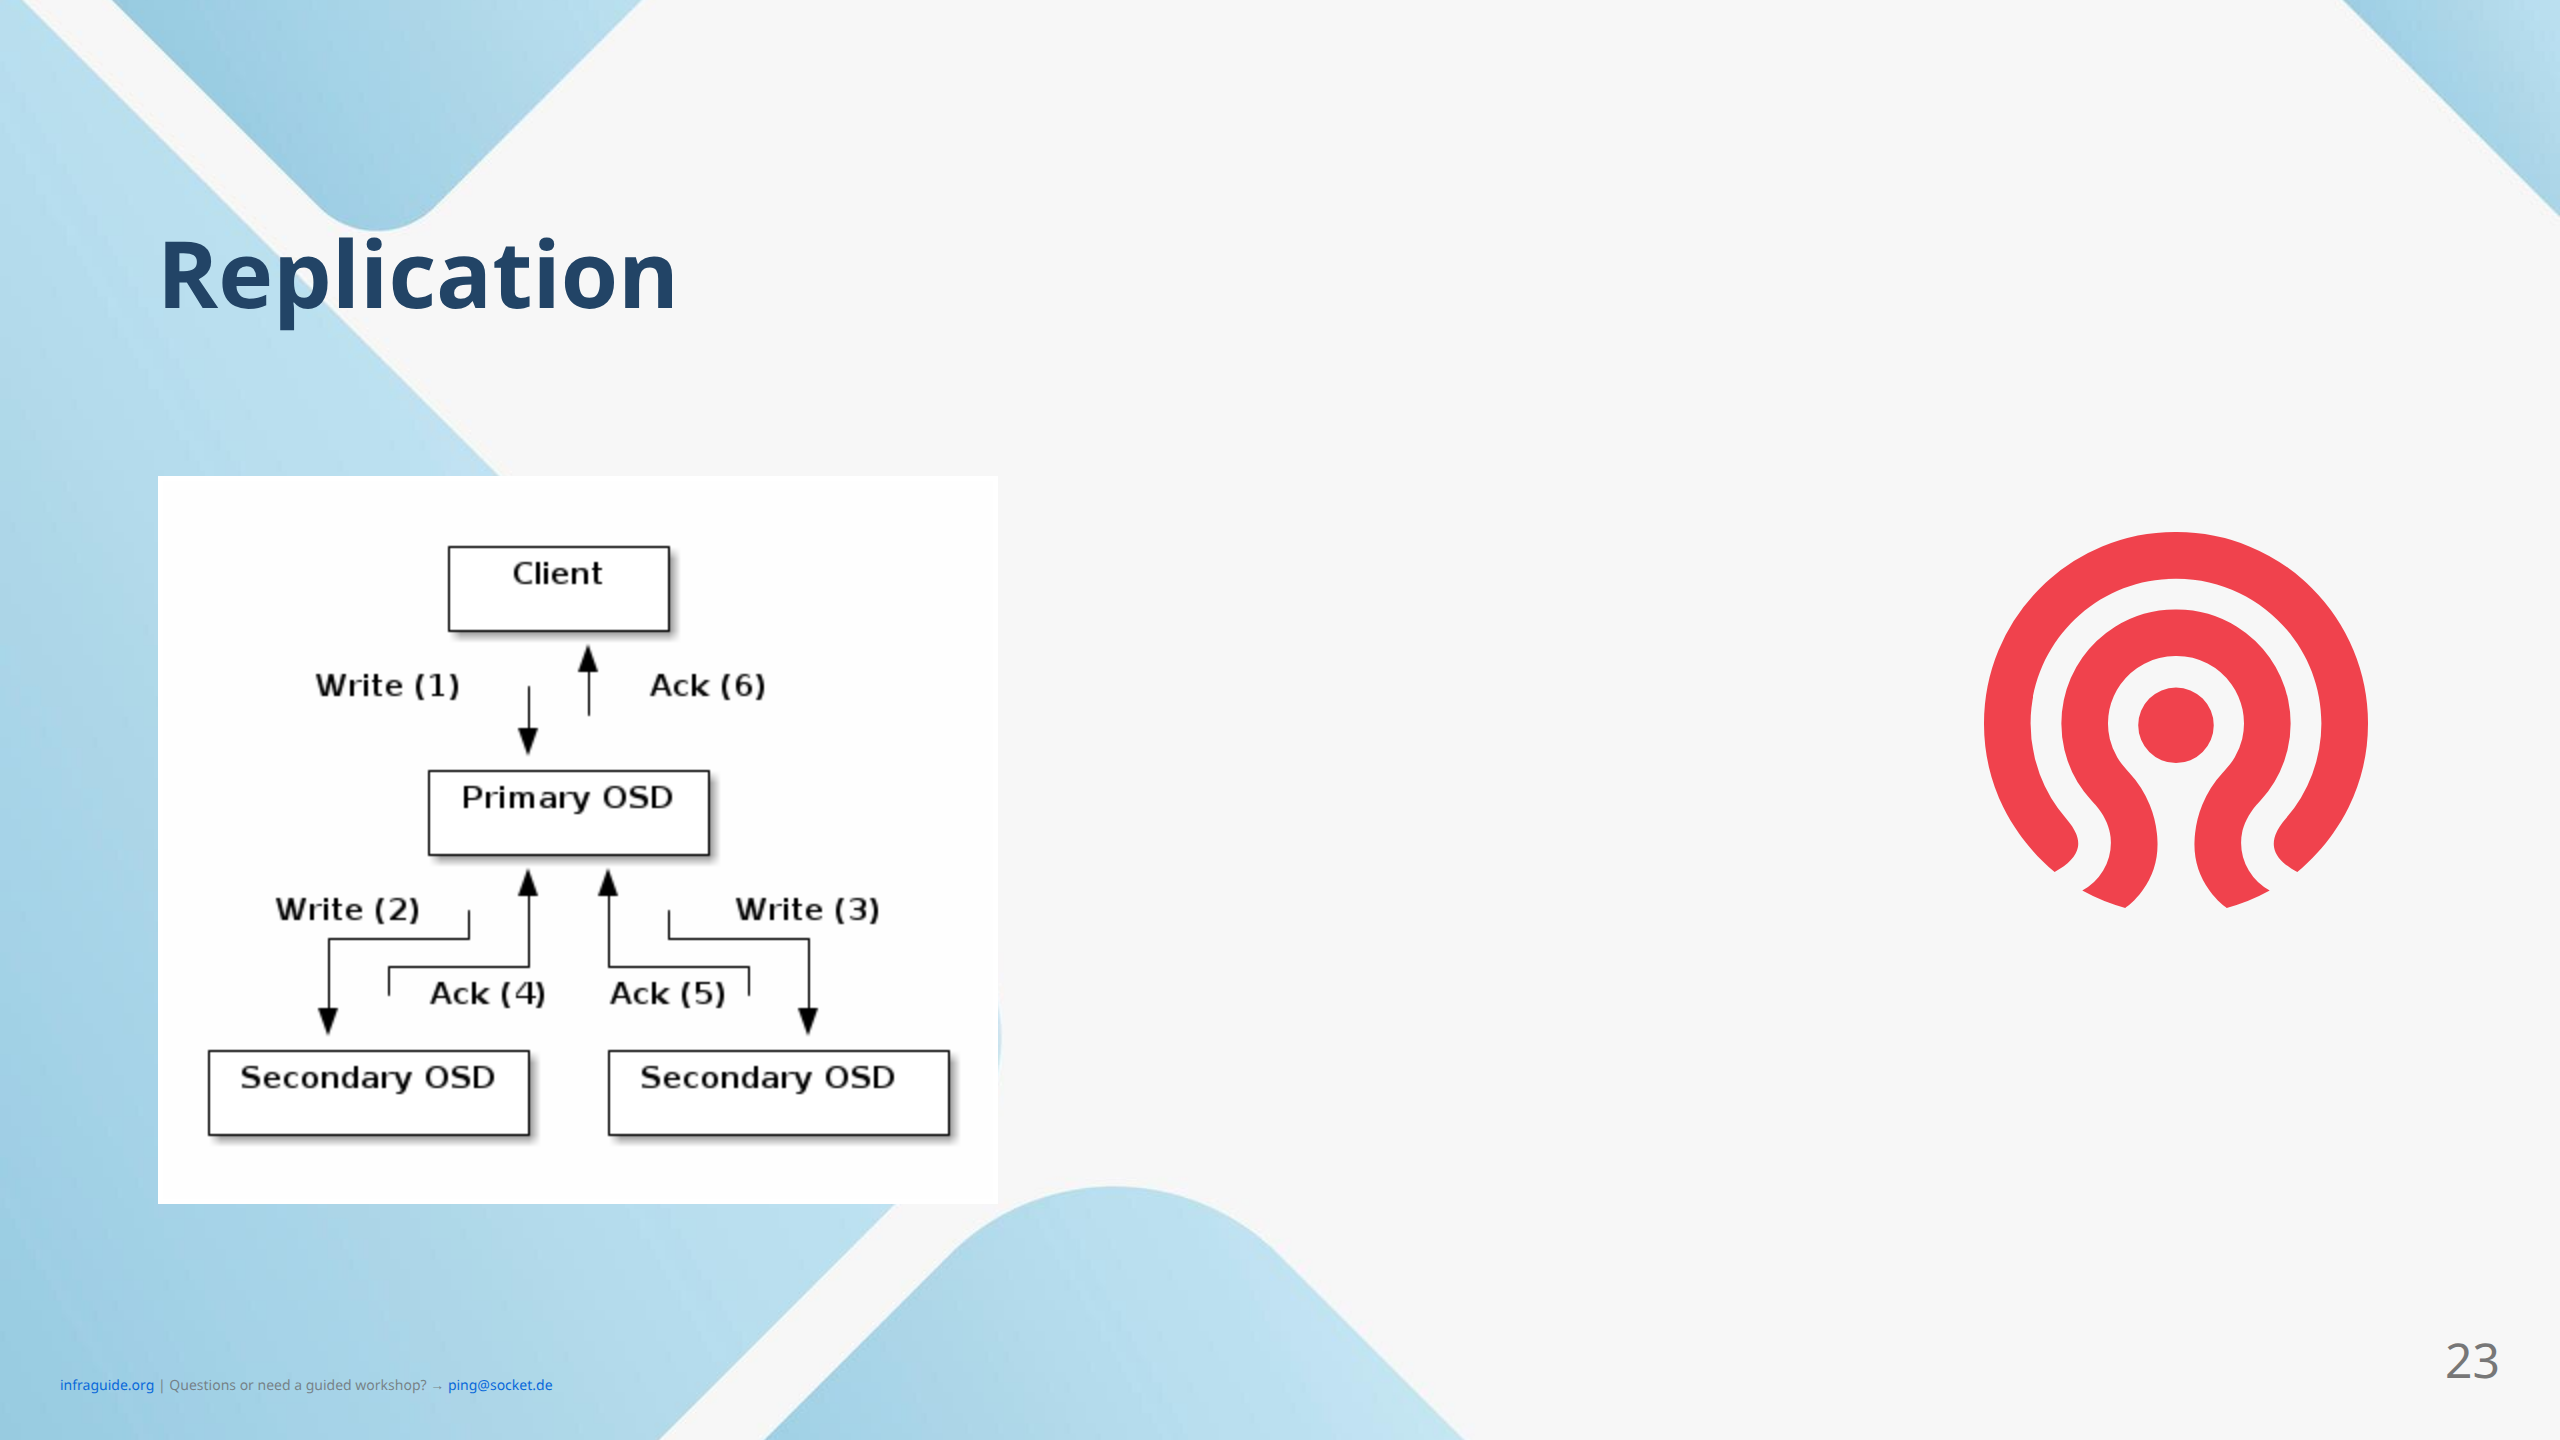 Replication
Client
Write (1) Ack (6)
Primary OSD
Write (2) Write (3)
Ack (4) Ack (5)
Secondary OSD Secondary OSD
infraguide.org | Questions or need a guided workshop? → ping@socket.de
23